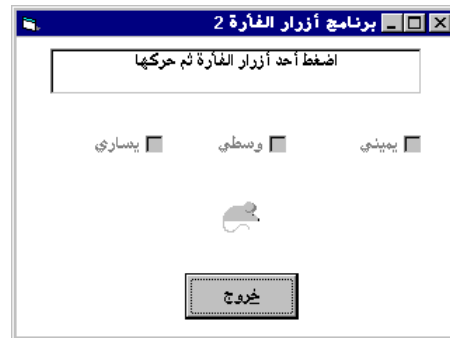 برنامج أزرار الفأرة 2
اضغط أحد أزرار الفأرة ثم حركها
يميني وسطي يساري
خروج